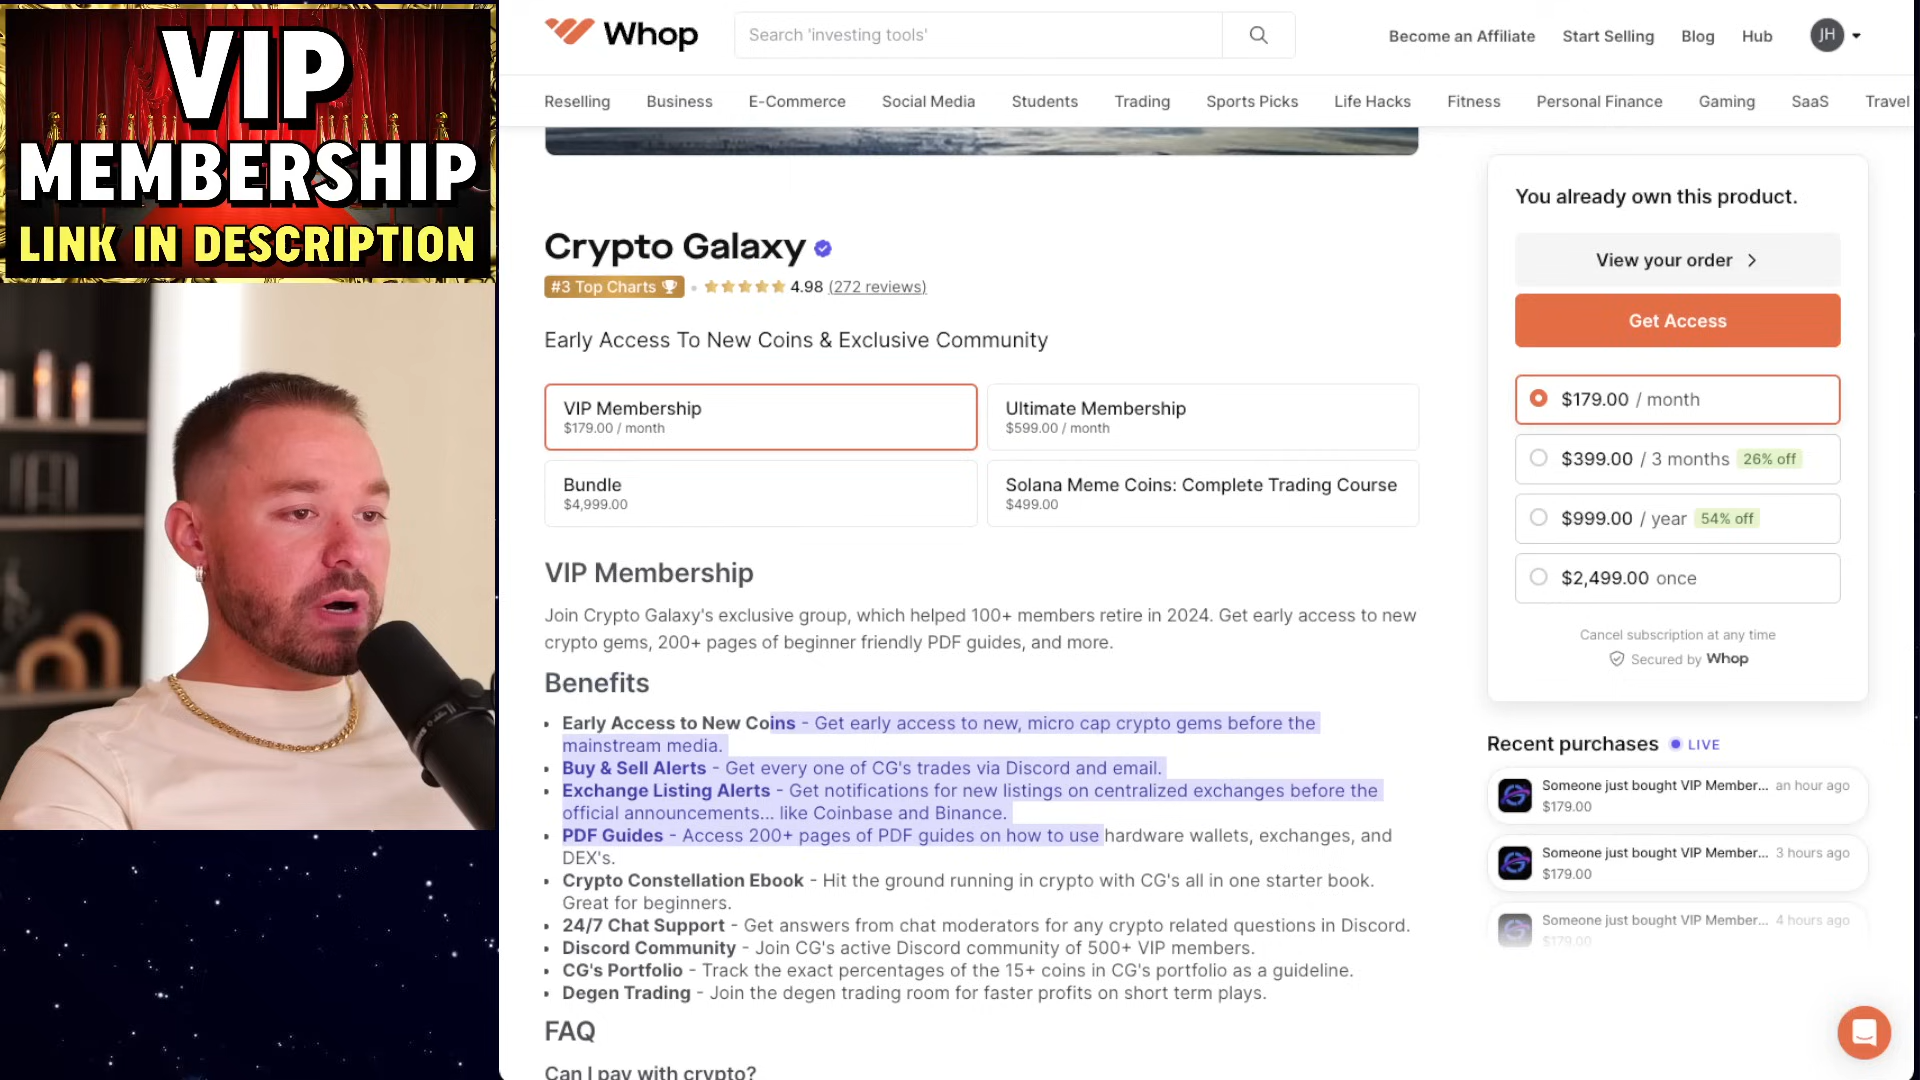 VIP
MEMBERSHIP
LINK IN DESCRIPTION
Whop
Search 'investing tools'
Become an Affiliate
Start Selling
Blog
Hub
JH
Reselling
Business
E-Commerce
Social Media
Students
Trading
Sports Picks
Life Hacks
Fitness
Personal Finance
Gaming
SaaS
Travel
Crypto Galaxy
#3 Top Charts
4.98 (272 reviews)
Early Access To New Coins & Exclusive Community
VIP Membership
$179.00 / month
Ultimate Membership
$599.00 / month
Bundle
$4,999.00
Solana Meme Coins: Complete Trading Course
$499.00
VIP Membership
Join Crypto Galaxy's exclusive group, which helped 100+ members retire in 2024. Get early access to new
crypto gems, 200+ pages of beginner friendly PDF guides, and more.
Benefits
• Early Access to New Coins - Get early access to new, micro cap crypto gems before the
mainstream media.
• Buy & Sell Alerts - Get every one of CG's trades via Discord and email.
• Exchange Listing Alerts - Get notifications for new listings on centralized exchanges before the
official announcements... like Coinbase and Binance.
• PDF Guides - Access 200+ pages of PDF guides on how to use hardware wallets, exchanges, and
DEX's.
• Crypto Constellation Ebook - Hit the ground running in crypto with CG's all in one starter book.
Great for beginners.
• 24/7 Chat Support - Get answers from chat moderators for any crypto related questions in Discord.
• Discord Community - Join CG's active Discord community of 500+ VIP members.
• CG's Portfolio - Track the exact percentages of the 15+ coins in CG's portfolio as a guideline.
• Degen Trading - Join the degen trading room for faster profits on short term plays.
FAQ
Can I pay with crypto?
You already own this product.
View your order
Get Access
$179.00 / month
$399.00 / 3 months 26% off
$999.00 / year 54% off
$2,499.00 once
Cancel subscription at any time
Secured by Whop
Recent purchases LIVE
Someone just bought VIP Member... an hour ago
$179.00
Someone just bought VIP Member... 3 hours ago
$179.00
Someone just bought VIP Member... 4 hours ago
$179.00